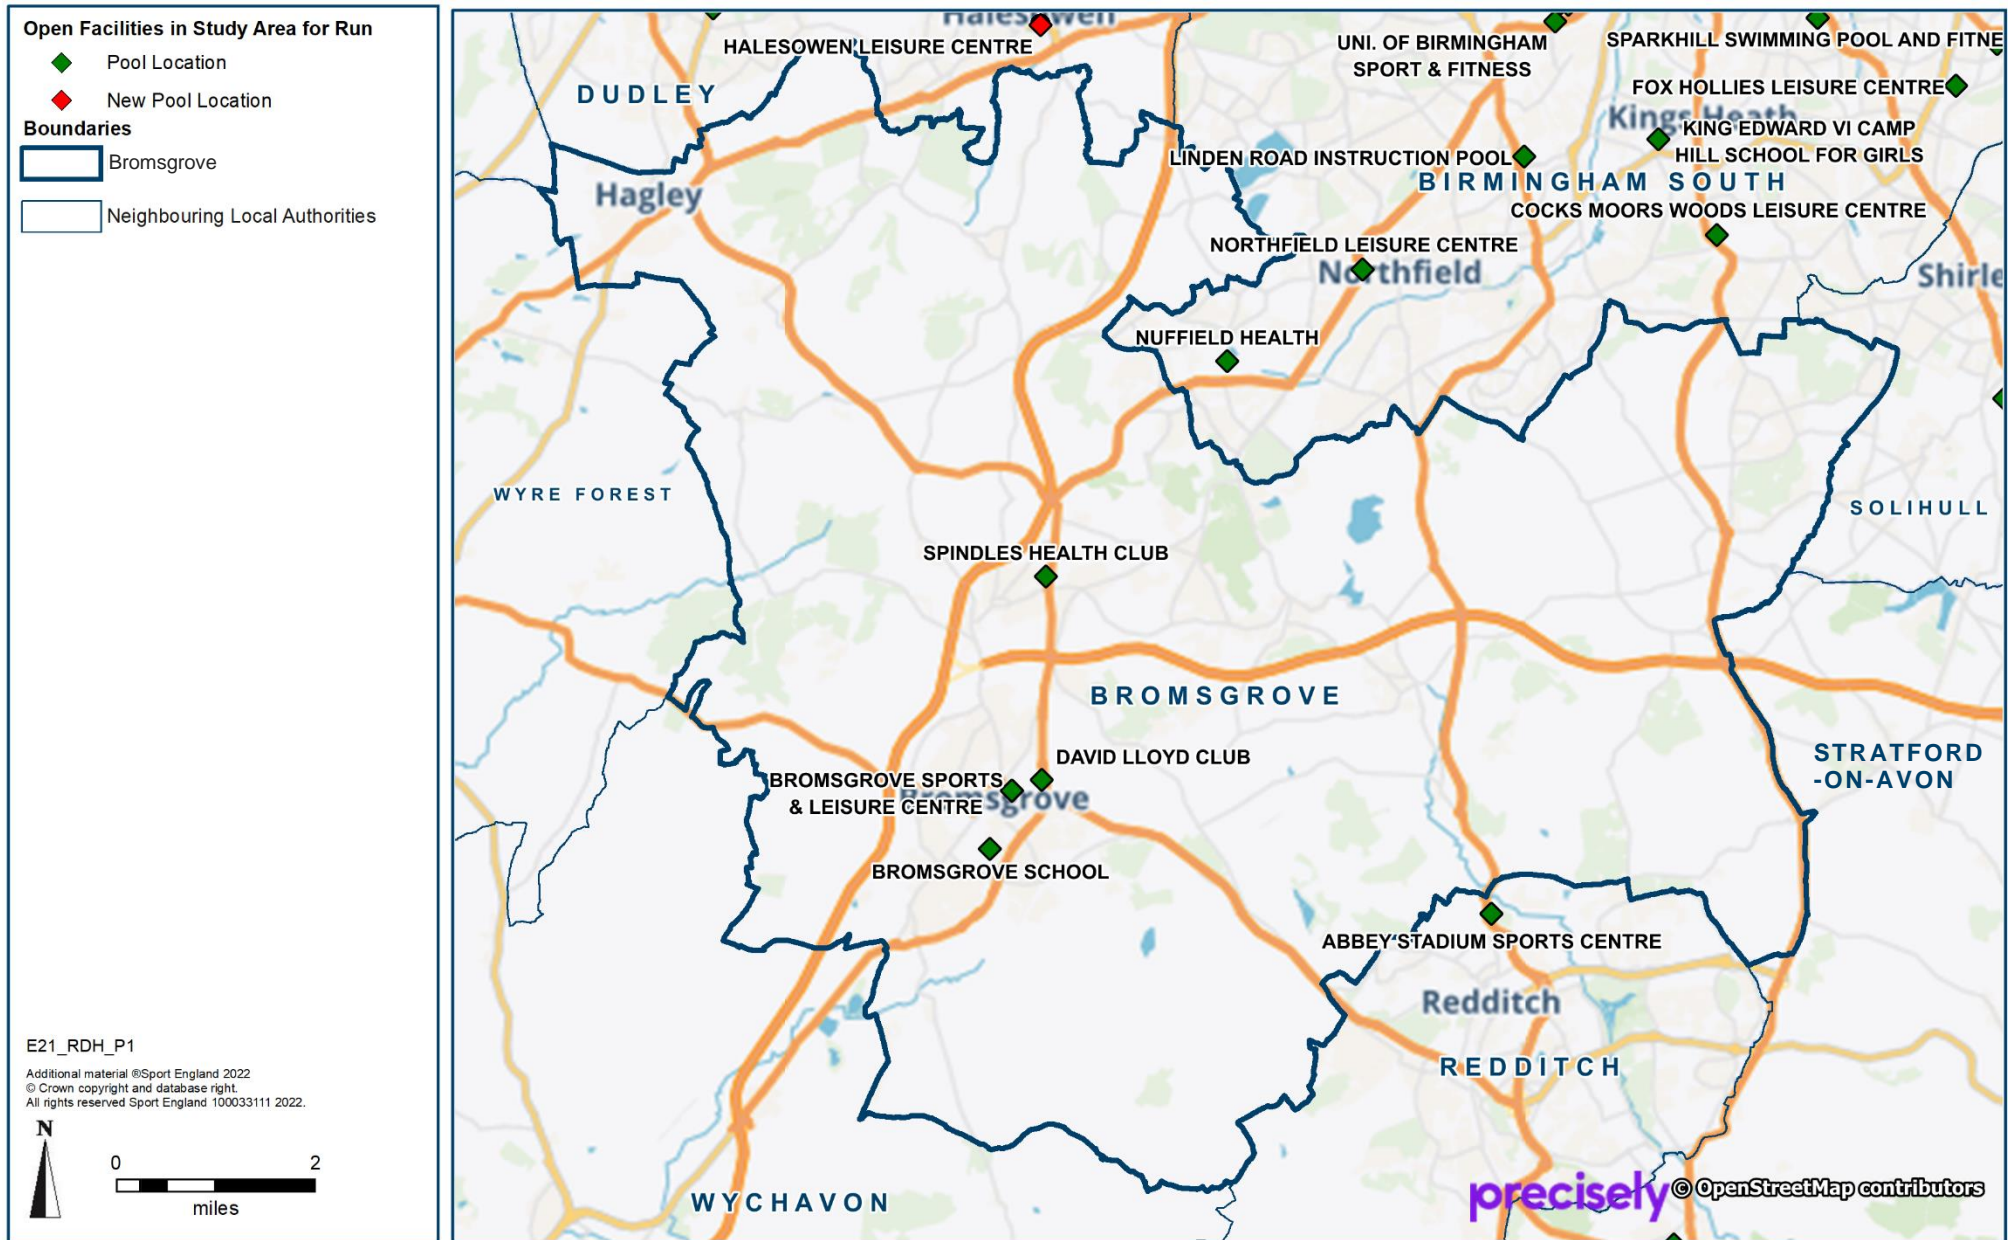 Open Facilities in Study Area for Run
Pool Location
New Pool Location
Boundaries
Bromsgrove
Neighbouring Local Authorities
E21_RDH_P1
Additional material ®Sport England 2022
© Crown copyright and database right.
All rights reserved Sport England 100033111 2022.
N
0 2
miles
Halesowen
HALESOWEN LEISURE CENTRE
UNI. OF BIRMINGHAM
SPORT & FITNESS
SPARKHILL SWIMMING POOL AND FITNE
DUDLEY
FOX HOLLIES LEISURE CENTRE
Kings Heath
KING EDWARD VI CAMP
HILL SCHOOL FOR GIRLS
LINDEN ROAD INSTRUCTION POOL
BIRMINGHAM SOUTH
Hagley
COCKS MOORS WOODS LEISURE CENTRE
NORTHFIELD LEISURE CENTRE
Northfield
Shirle
NUFFIELD HEALTH
WYRE FOREST
SOLIHULL
SPINDLES HEALTH CLUB
BROMSGROVE
DAVID LLOYD CLUB
STRATFORD
-ON-AVON
BROMSGROVE SPORTS
& LEISURE CENTRE
Bromsgrove
BROMSGROVE SCHOOL
ABBEY STADIUM SPORTS CENTRE
Redditch
REDDITCH
WYCHAVON
precisely © OpenStreetMap contributors